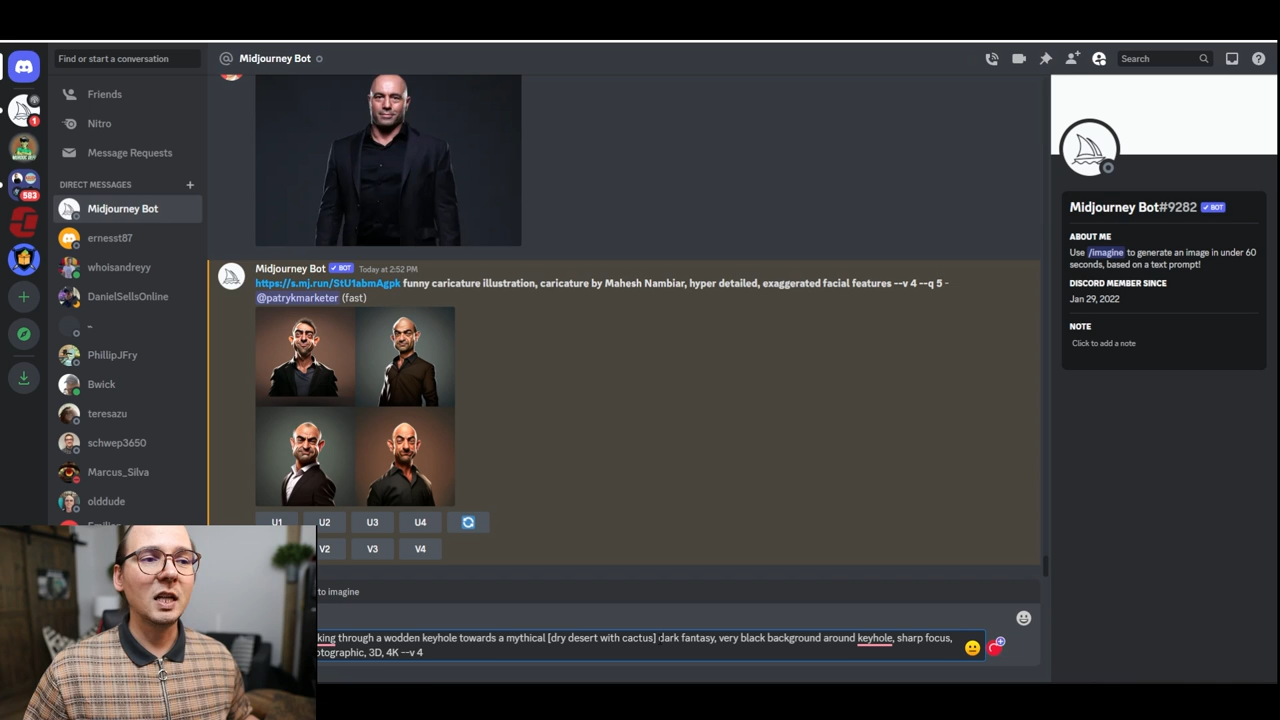 Find or start a conversation
Midjourney Bot
Search
Friends
Nitro
Message Requests
DIRECT MESSAGES
Midjourney Bot
ernesst87
whoisandreyy
DanielSellsOnline
~
PhillipJFry
Bwick
teresazu
schwep3650
Marcus_Silva
olddude
1
583
Midjourney Bot BOT Today at 2:52 PM
https://s.mj.run/StU1abmAgpk funny caricature illustration, caricature by Mahesh Nambiar, hyper detailed, exaggerated facial features --v 4 --q 5 -
@patrykmarketer (fast)
U1 U2 U3 U4
V2 V3 V4
to imagine
king through a wodden keyhole towards a mythical [dry desert with cactus] dark fantasy, very black background around keyhole, sharp focus,
otographic, 3D, 4K --v 4
Midjourney Bot#9282 BOT
ABOUT ME
Use /imagine to generate an image in under 60
seconds, based on a text prompt!
DISCORD MEMBER SINCE
Jan 29, 2022
NOTE
Click to add a note